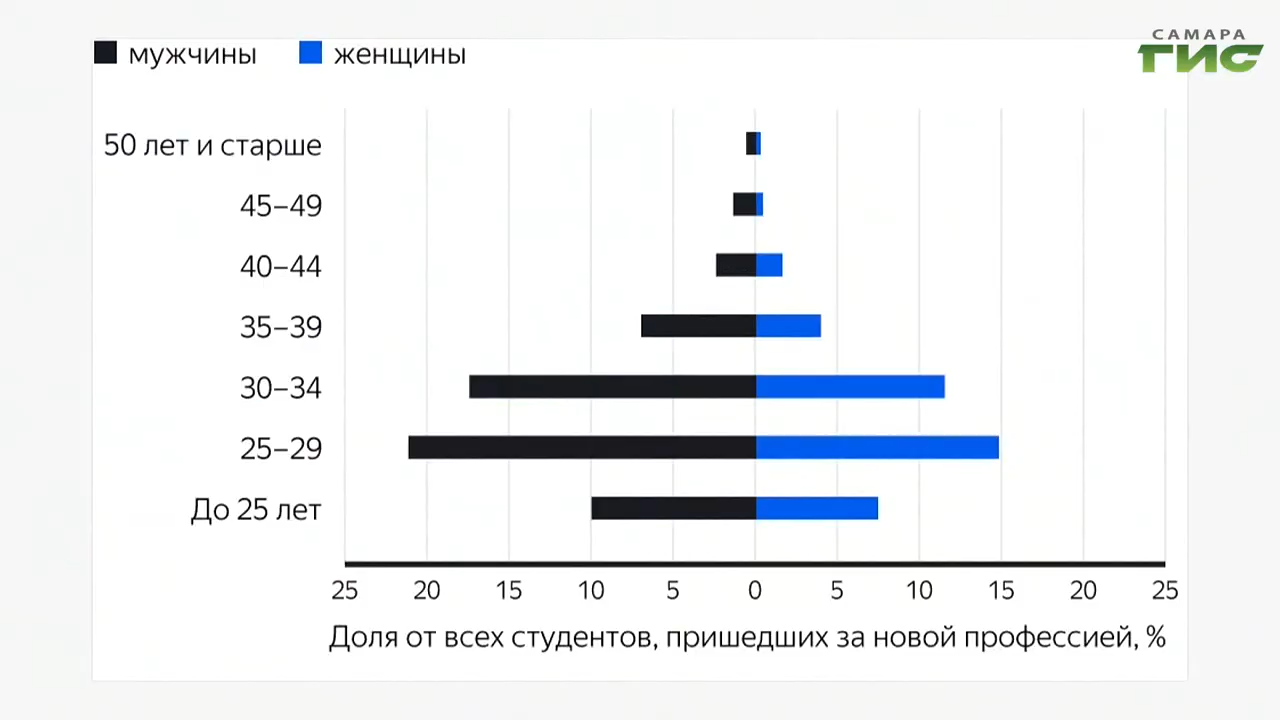 мужчины женщины
САМАРА
ГИС
50 лет и старше
45–49
40–44
35–39
30–34
25–29
До 25 лет
25 20 15 10 5 0 5 10 15 20 25
Доля от всех студентов, пришедших за новой профессией, %